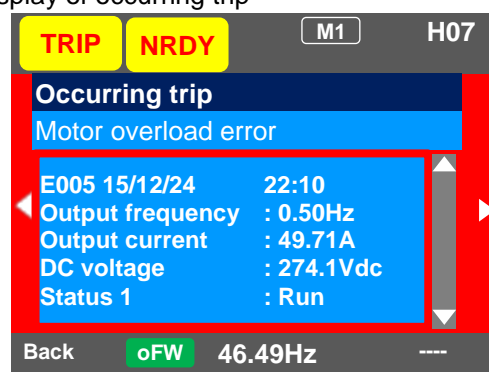 splay of occurring trip
TRIP NRDY M1 H07
Occurring trip
Motor overload error
E005 15/12/24 22:10
Output frequency : 0.50Hz
Output current : 49.71A
DC voltage : 274.1Vdc
Status 1 : Run
Back oFW 46.49Hz ----